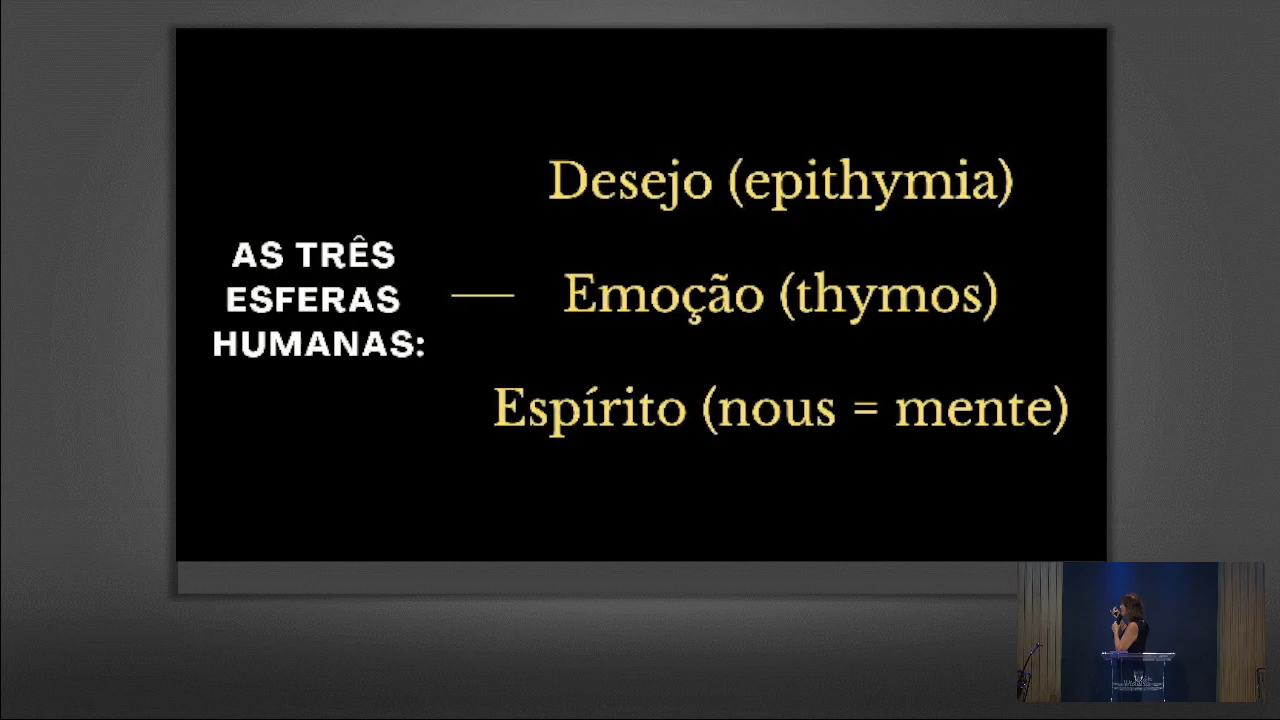 AS TRÊS
ESFERAS
HUMANAS:
Desejo (epithymia)
Emoção (thymos)
Espírito (nous = mente)